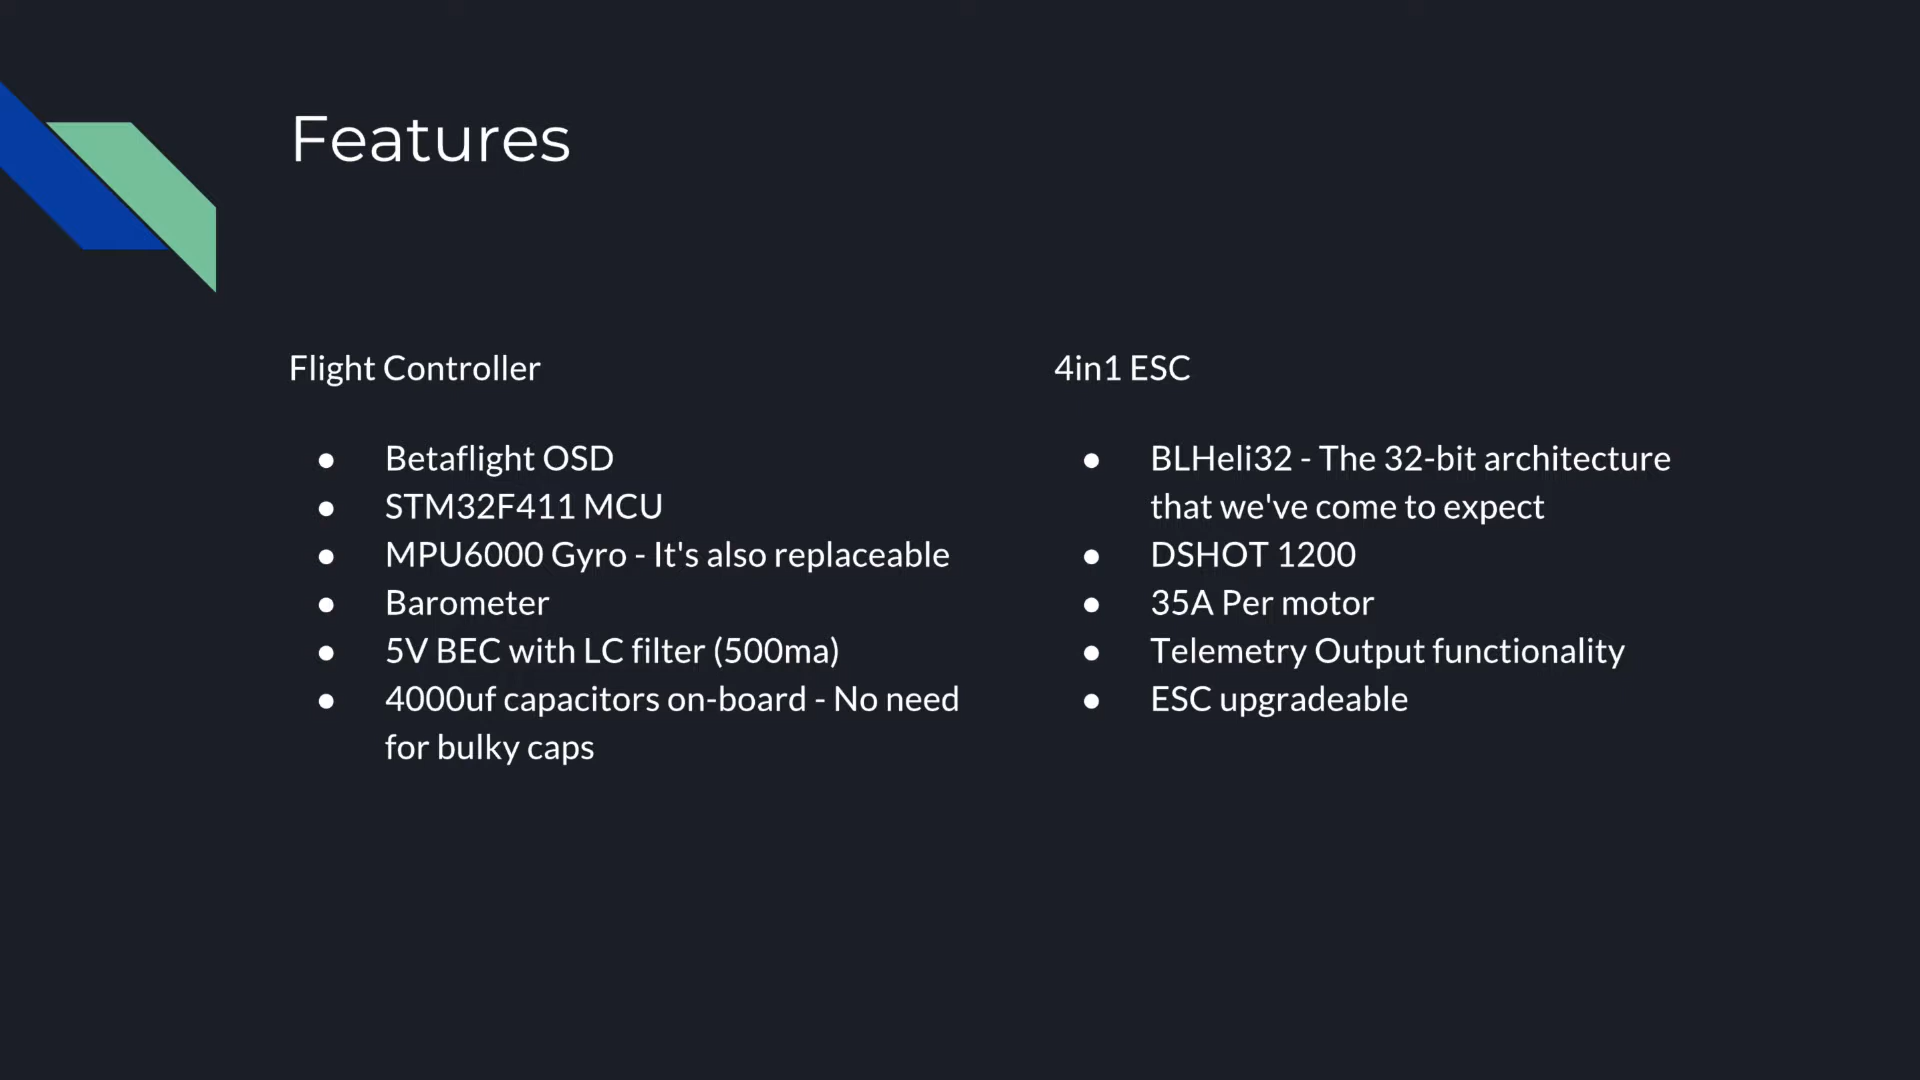 Features
Flight Controller
● Betaflight OSD
● STM32F411 MCU
● MPU6000 Gyro - It's also replaceable
● Barometer
● 5V BEC with LC filter (500ma)
● 4000uf capacitors on-board - No need
for bulky caps
4in1 ESC
● BLHeli32 - The 32-bit architecture
that we've come to expect
● DSHOT 1200
● 35A Per motor
● Telemetry Output functionality
● ESC upgradeable